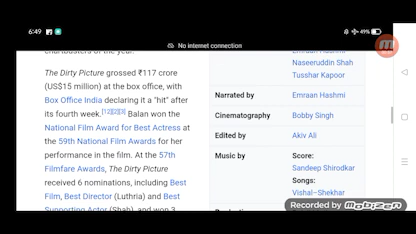 6:49
49%
No internet connection
chartbusters of the year.
The Dirty Picture grossed ₹117 crore
(US$15 million) at the box office, with
Box Office India declaring it a "hit" after
its fourth week.[12][2][3] Balan won the
National Film Award for Best Actress at
the 59th National Film Awards for her
performance in the film. At the 57th
Filmfare Awards, The Dirty Picture
received 6 nominations, including Best
Film, Best Director (Luthria) and Best
Supporting Actor (Shah), and won 3
Emraan Hashmi
Naseeruddin Shah
Tusshar Kapoor
Narrated by Emraan Hashmi
Cinematography Bobby Singh
Edited by Akiv Ali
Music by Score:
Sandeep Shirodkar
Songs:
Vishal–Shekhar
Recorded by mobizen